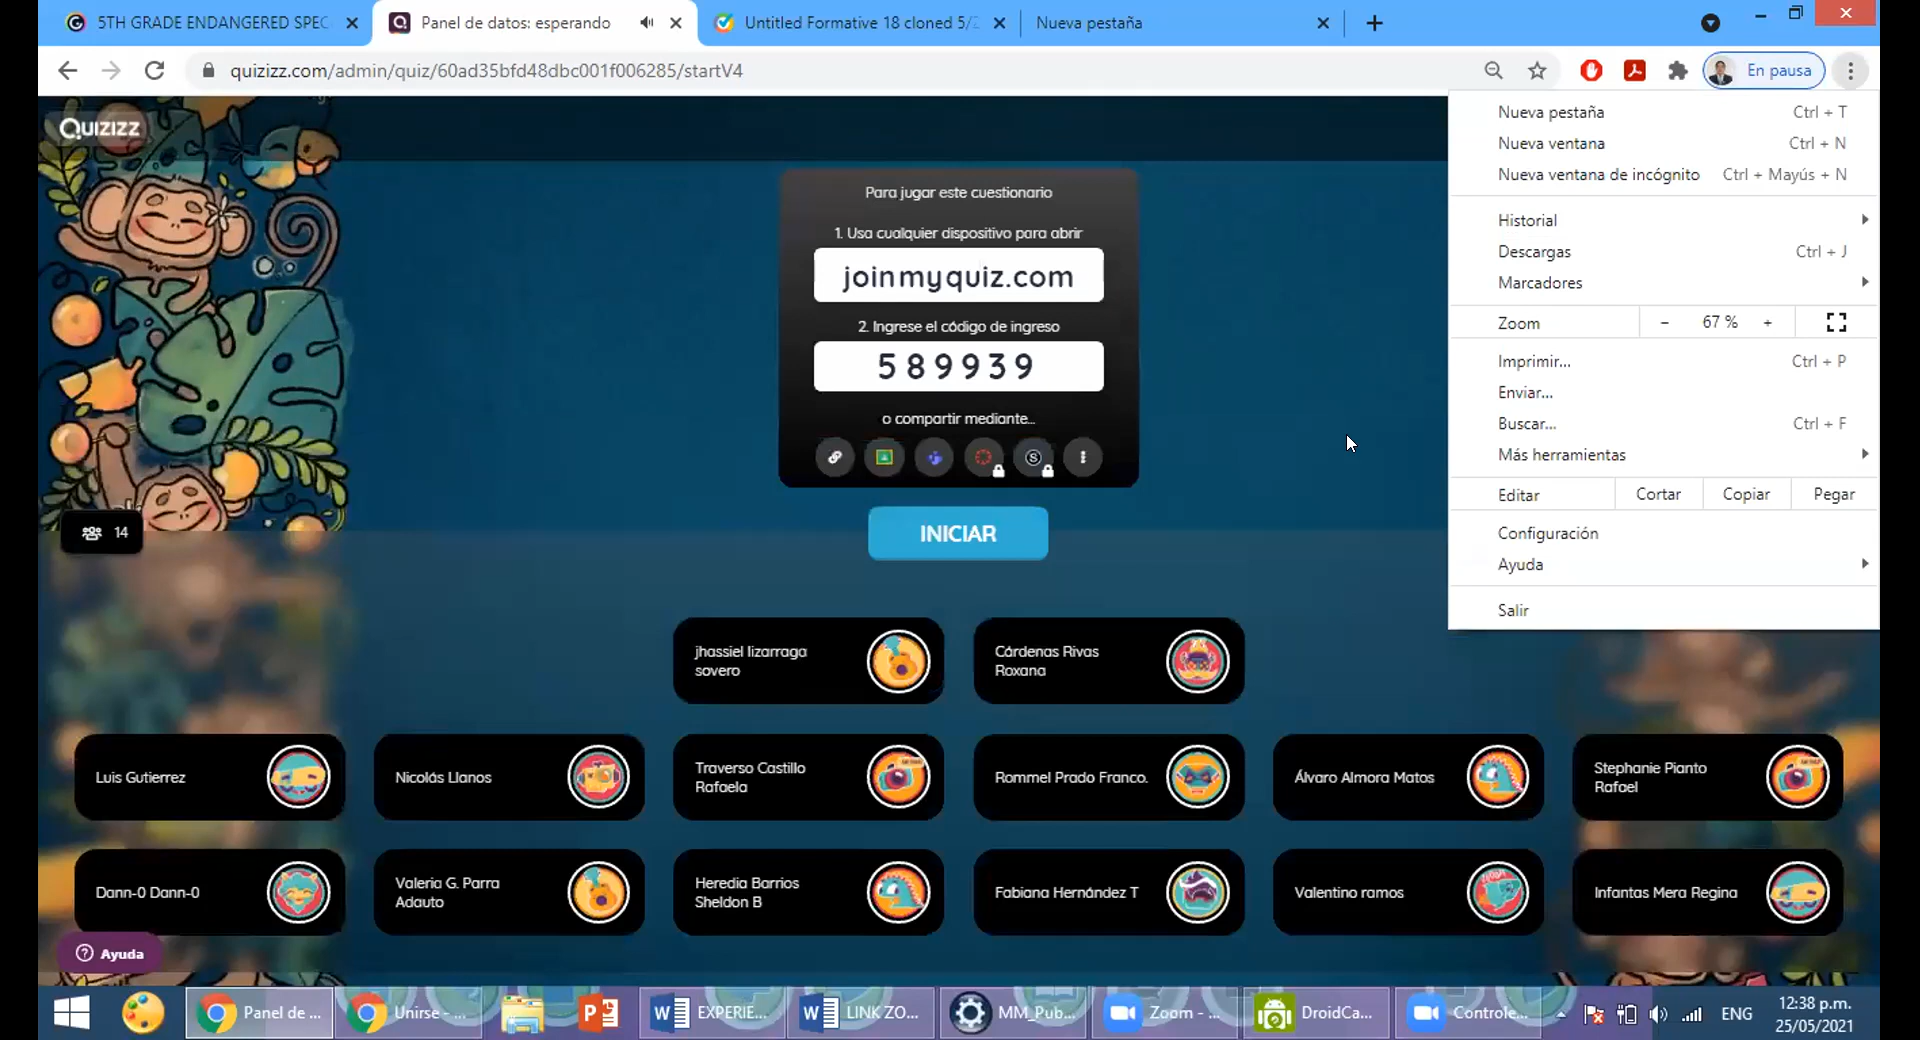 5TH GRADE ENDANGERED SPEC
Panel de datos: esperando
Untitled Formative 18 cloned 5/2
Nueva pestaña
quizizz.com/admin/quiz/60ad35bfd48dbc001f006285/startV4
En pausa
Quizizz
Para jugar este cuestionario
1. Usa cualquier dispositivo para abrir
joinmyquiz.com
2. Ingrese el código de ingreso
589939
o compartir mediante...
14
INICIAR
Nueva pestaña Ctrl + T
Nueva ventana Ctrl + N
Nueva ventana de incógnito Ctrl + Mayús + N
Historial
Descargas Ctrl + J
Marcadores
Zoom - 67 % +
Imprimir... Ctrl + P
Enviar...
Buscar... Ctrl + F
Más herramientas
Editar Cortar Copiar Pegar
Configuración
Ayuda
Salir
jhassiel lizarraga
sovero
Cárdenas Rivas
Roxana
Luis Gutierrez
Nicolás Llanos
Traverso Castillo
Rafaela
Rommel Prado Franco.
Álvaro Almora Matos
Stephanie Pianto
Rafael
Dann-0 Dann-0
Valeria G. Parra
Adauto
Heredia Barrios
Sheldon B
Fabiana Hernández T
Valentino ramos
Infantas Mera Regina
Ayuda
Panel de ...
Unirse - ...
EXPERIE...
LINK ZO...
MM_Pub...
Zoom - ...
DroidCa...
Controle...
ENG
12:38 p.m.
25/05/2021